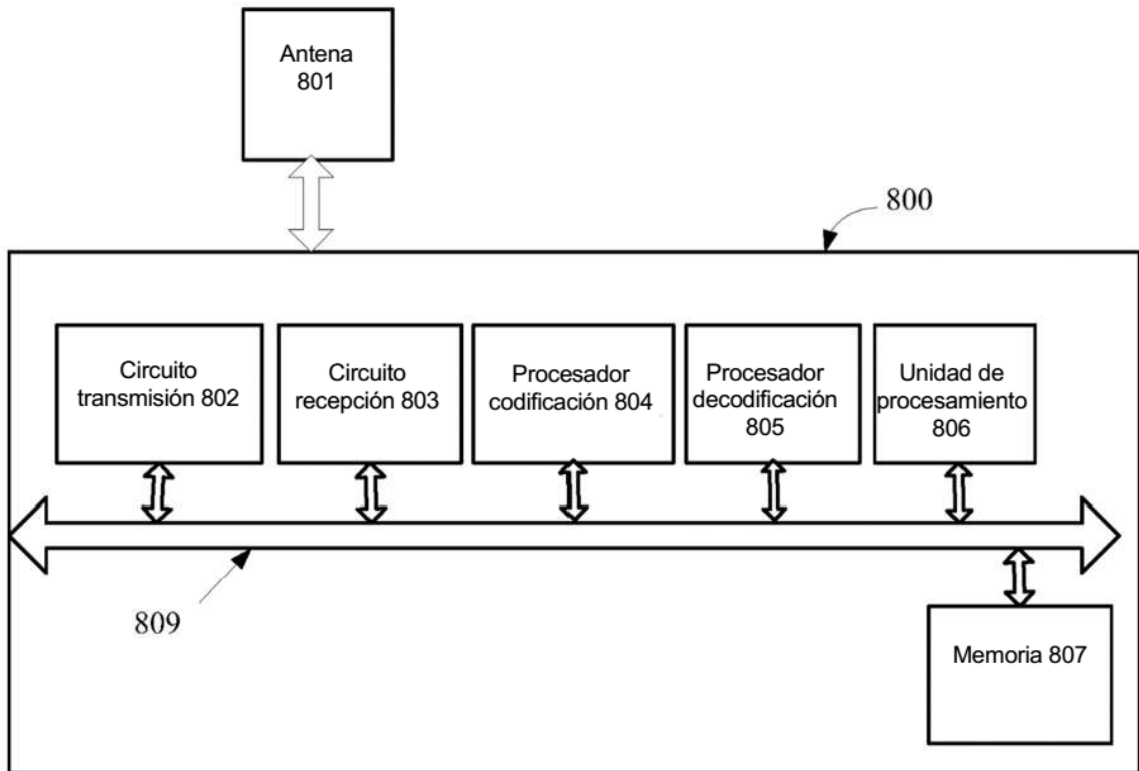 Antena
801
800
Circuito
transmisión 802
Circuito
recepción 803
Procesador
codificación 804
Procesador
decodificación
805
Unidad de
procesamiento
806
809
Memoria 807